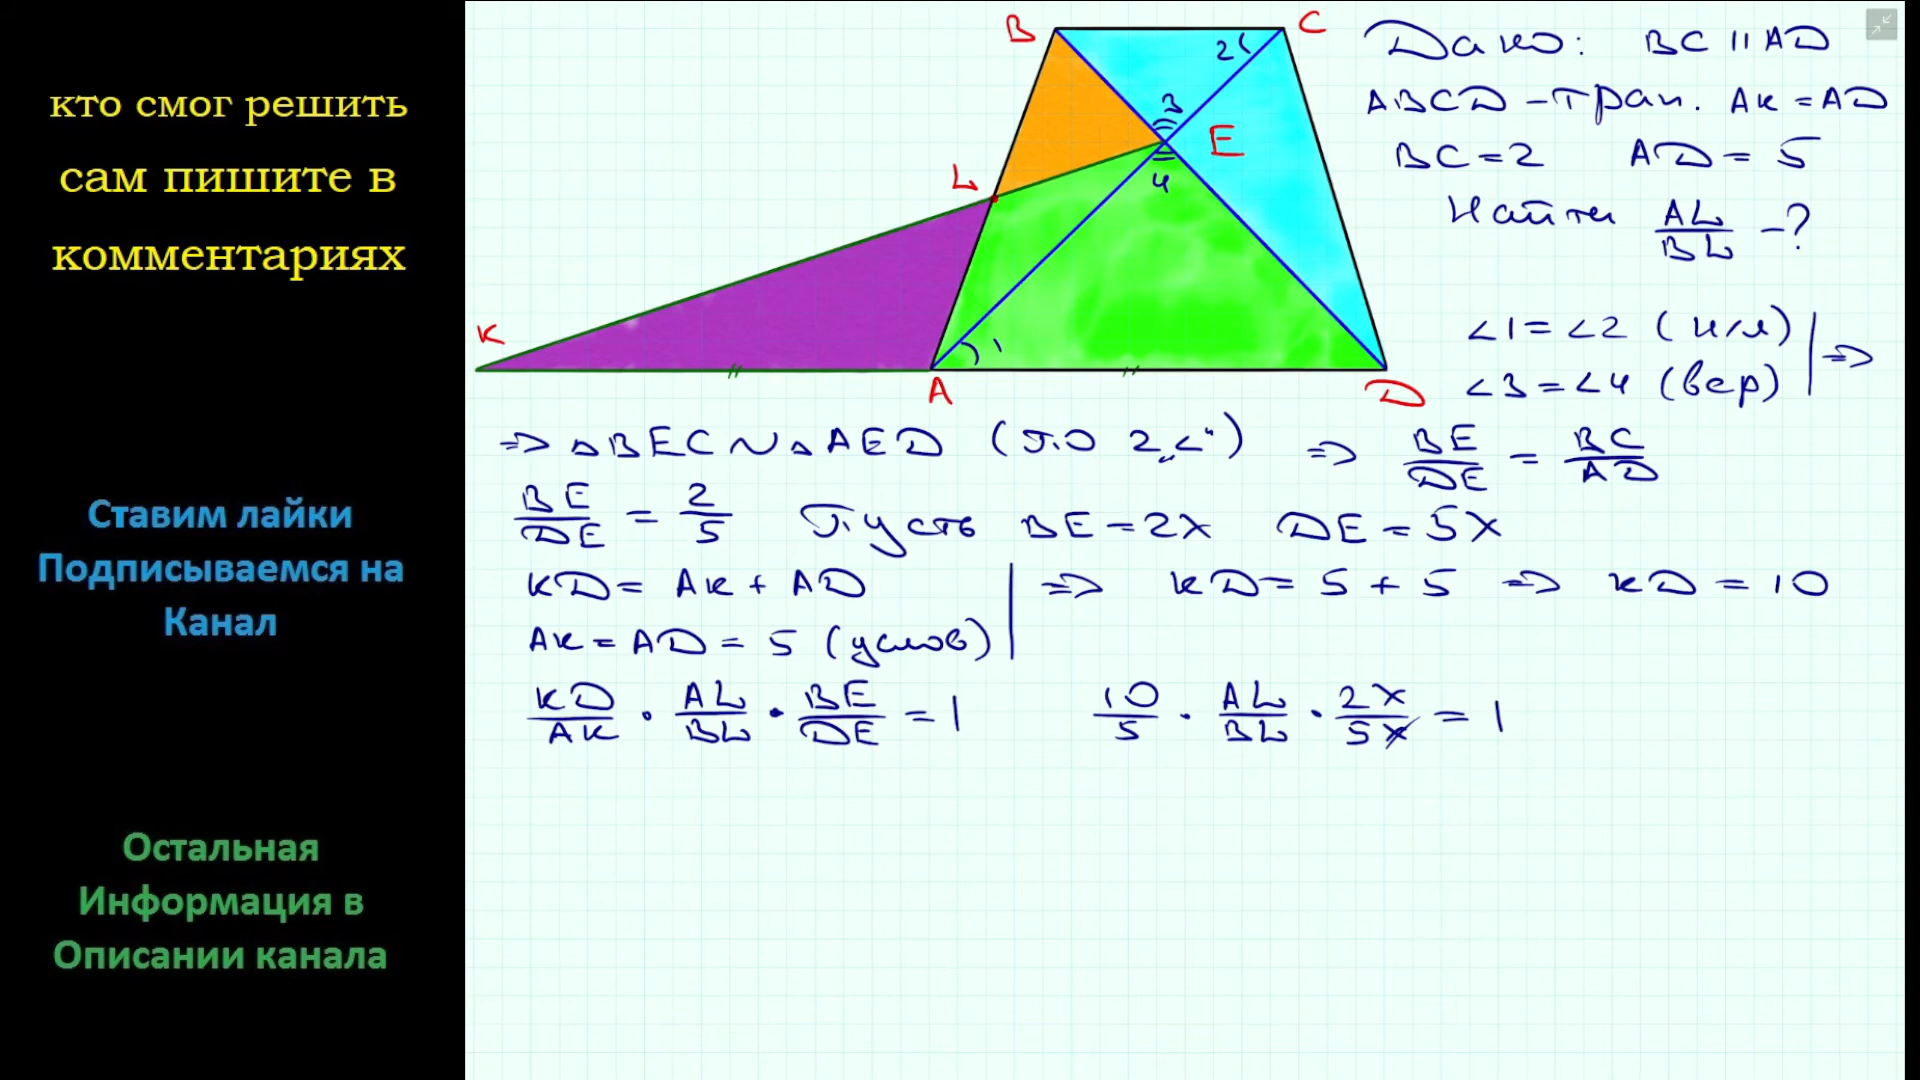 кто смог решить
сам пишите в
комментариях
Ставим лайки
Подписываемся на
Канал
Остальная
Информация в
Описании канала
B
C
2
3
E
4
L
K
1
A
D
Дано: BC || AD
ABCD - трап. AK = AD
BC = 2 AD = 5
Найти AL/BL - ?
∠1 = ∠2 (н/л)
∠3 = ∠4 (вер) ⇒
⇒ △BEC ~ △AED (по 2 „∠“) ⇒ BE/DE = BC/AD
BE/DE = 2/5 Пусть BE = 2x DE = 5x
KD = AK + AD ⇒ KD = 5 + 5 ⇒ KD = 10
AK = AD = 5 (услов)
KD/AK · AL/BL · BE/DE = 1 10/5 · AL/BL · 2x/5x = 1